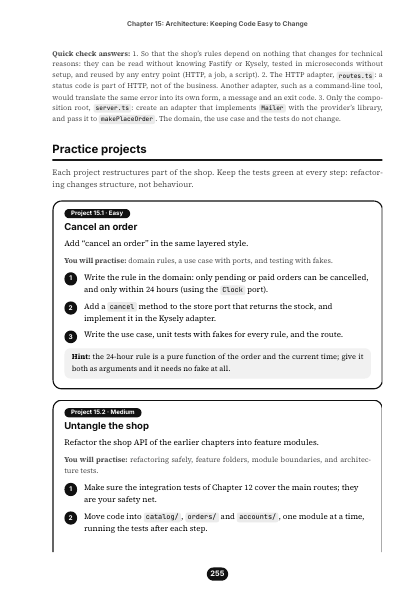 Chapter 15: Architecture: Keeping Code Easy to Change
Quick check answers: 1. So that the shop's rules depend on nothing that changes for technical
reasons: they can be read without knowing Fastify or Kysely, tested in microseconds without
setup, and reused by any entry point (HTTP, a job, a script). 2. The HTTP adapter, routes.ts: a
status code is part of HTTP, not of the business. Another adapter, such as a command-line tool,
would translate the same error into its own form, a message and an exit code. 3. Only the compo-
sition root, server.ts: create an adapter that implements Mailer with the provider's library,
and pass it to makePlaceOrder. The domain, the use case and the tests do not change.
Practice projects
Each project restructures part of the shop. Keep the tests green at every step: refactor-
ing changes structure, not behaviour.
Project 15.1 · Easy
Cancel an order
Add "cancel an order" in the same layered style.
You will practise: domain rules, a use case with ports, and testing with fakes.
1 Write the rule in the domain: only pending or paid orders can be cancelled,
and only within 24 hours (using the Clock port).
2 Add a cancel method to the store port that returns the stock, and
implement it in the Kysely adapter.
3 Write the use case, unit tests with fakes for every rule, and the route.
Hint: the 24-hour rule is a pure function of the order and the current time; give it
both as arguments and it needs no fake at all.
Project 15.2 · Medium
Untangle the shop
Refactor the shop API of the earlier chapters into feature modules.
You will practise: refactoring safely, feature folders, module boundaries, and architec-
ture tests.
1 Make sure the integration tests of Chapter 12 cover the main routes; they
are your safety net.
2 Move code into catalog/, orders/ and accounts/, one module at a time,
running the tests after each step.
255